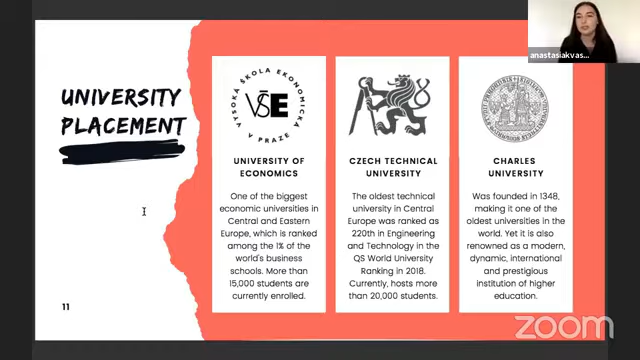 anastasiakvas...
UNIVERSITY
PLACEMENT
VYSOKÁ ŠKOLA EKONOMICKÁ
V PRAZE
VŠE
UNIVERSITY OF
ECONOMICS
One of the biggest
economic universities in
Central and Eastern
Europe, which is ranked
among the 1% of the
world's business
schools. More than
15,000 students are
currently enrolled.
CZECH TECHNICAL
UNIVERSITY
The oldest technical
university in Central
Europe was ranked as
220th in Engineering
and Technology in the
QS World University
Ranking in 2018.
Currently, hosts more
than 20,000 students.
CHARLES
UNIVERSITY
Was founded in 1348,
making it one of the
oldest universities in the
world. Yet it is also
renowned as a modern,
dynamic, international
and prestigious
institution of higher
education.
11
zoom